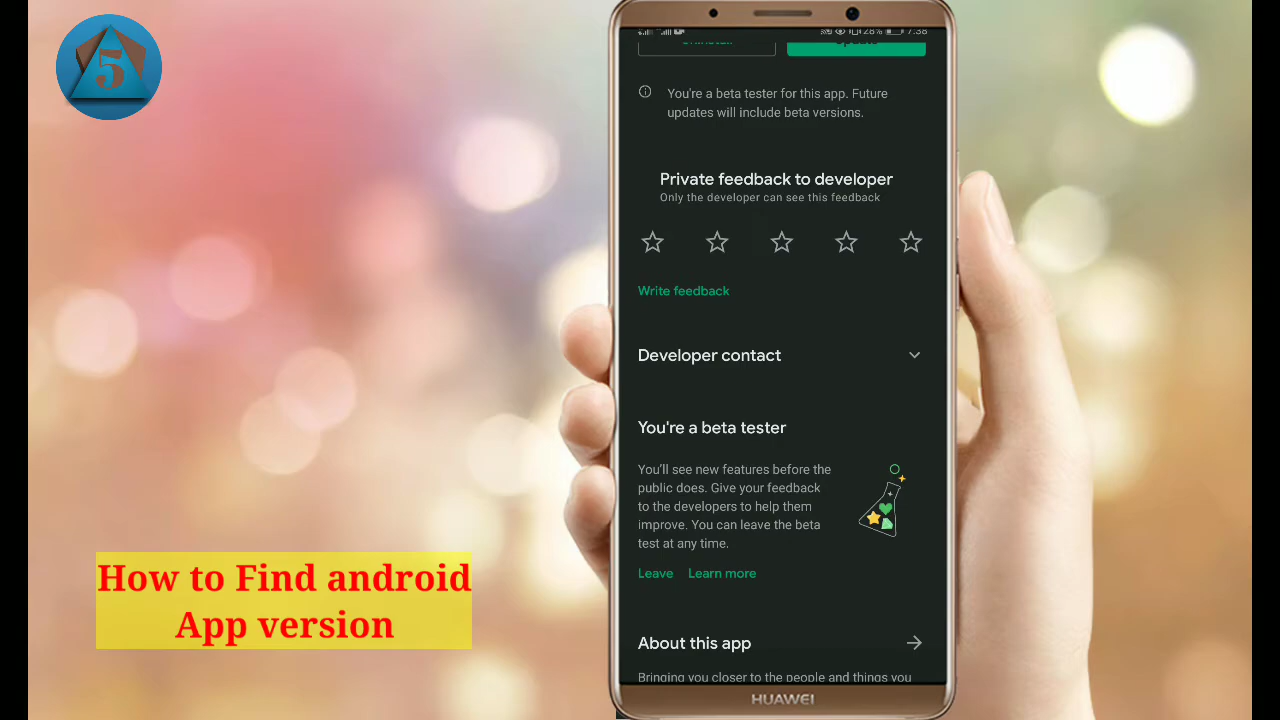 5
28% 7:38
You're a beta tester for this app. Future
updates will include beta versions.
Private feedback to developer
Only the developer can see this feedback
Write feedback
Developer contact
You're a beta tester
You'll see new features before the
public does. Give your feedback
to the developers to help them
improve. You can leave the beta
test at any time.
Leave Learn more
About this app
Bringing you closer to the people and things you
HUAWEI
How to Find android
App version